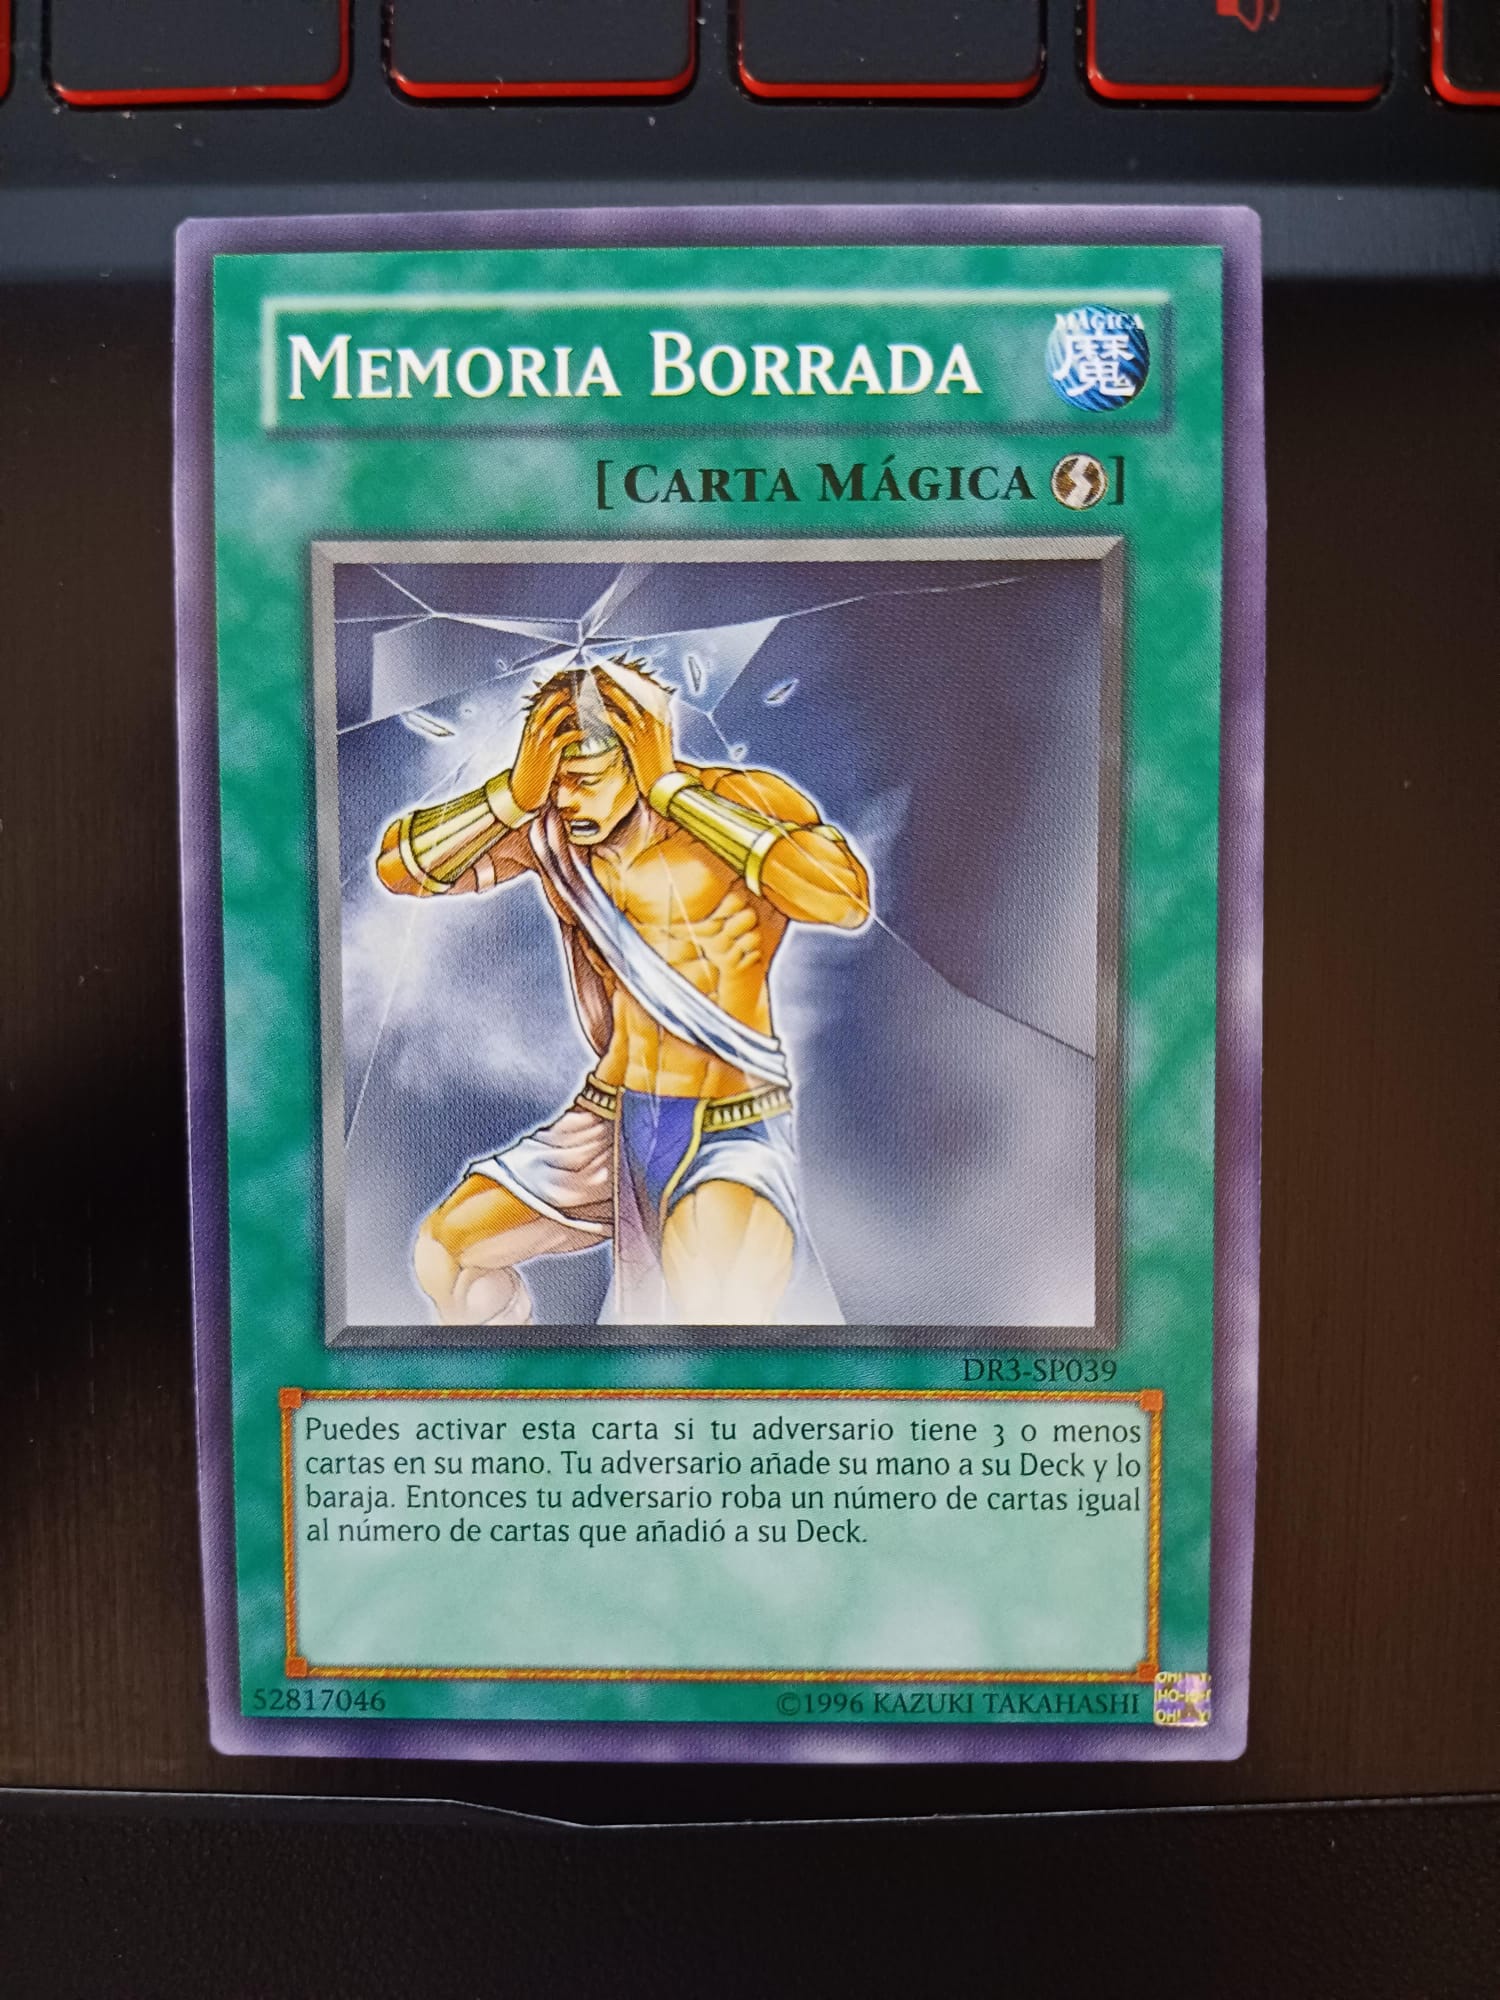 MEMORIA BORRADA
MÁGICA
魔
[CARTA MÁGICA ]
DR3-SP039
Puedes activar esta carta si tu adversario tiene 3 o menos
cartas en su mano. Tu adversario añade su mano a su Deck y lo
baraja. Entonces tu adversario roba un número de cartas igual
al número de cartas que añadió a su Deck.
52817046
©1996 KAZUKI TAKAHASHI